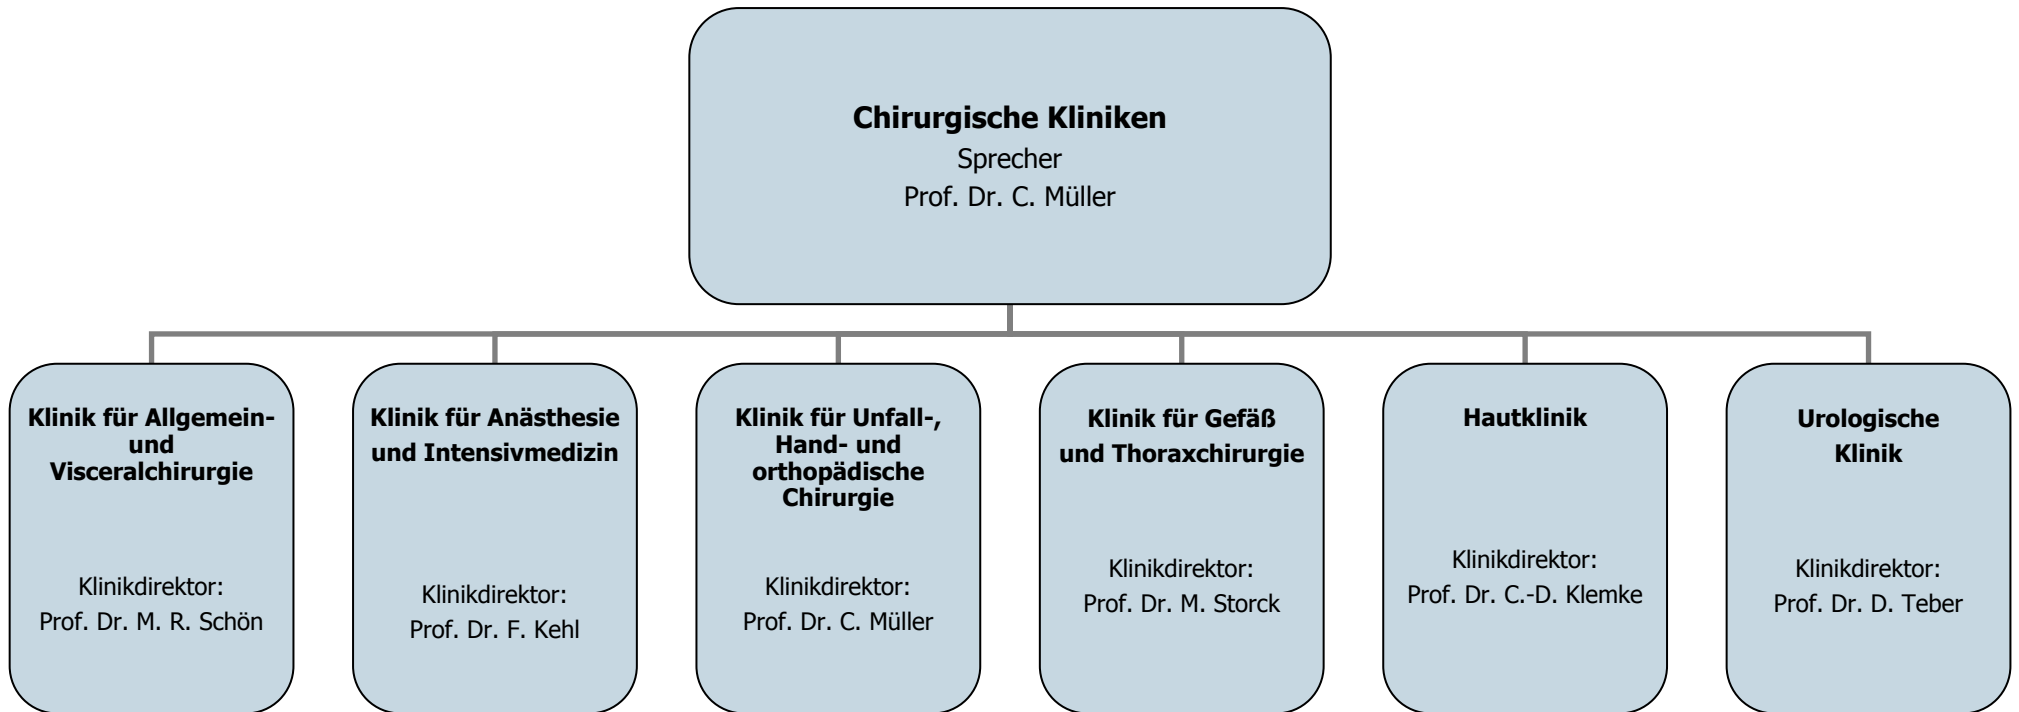 Chirurgische Kliniken
Sprecher
Prof. Dr. C. Müller
Klinik für Allgemein-
und
Visceralchirurgie
Klinikdirektor:
Prof. Dr. M. R. Schön
Klinik für Anästhesie
und Intensivmedizin
Klinikdirektor:
Prof. Dr. F. Kehl
Klinik für Unfall-,
Hand- und
orthopädische
Chirurgie
Klinikdirektor:
Prof. Dr. C. Müller
Klinik für Gefäß
und Thoraxchirurgie
Klinikdirektor:
Prof. Dr. M. Storck
Hautklinik
Klinikdirektor:
Prof. Dr. C.-D. Klemke
Urologische
Klinik
Klinikdirektor:
Prof. Dr. D. Teber